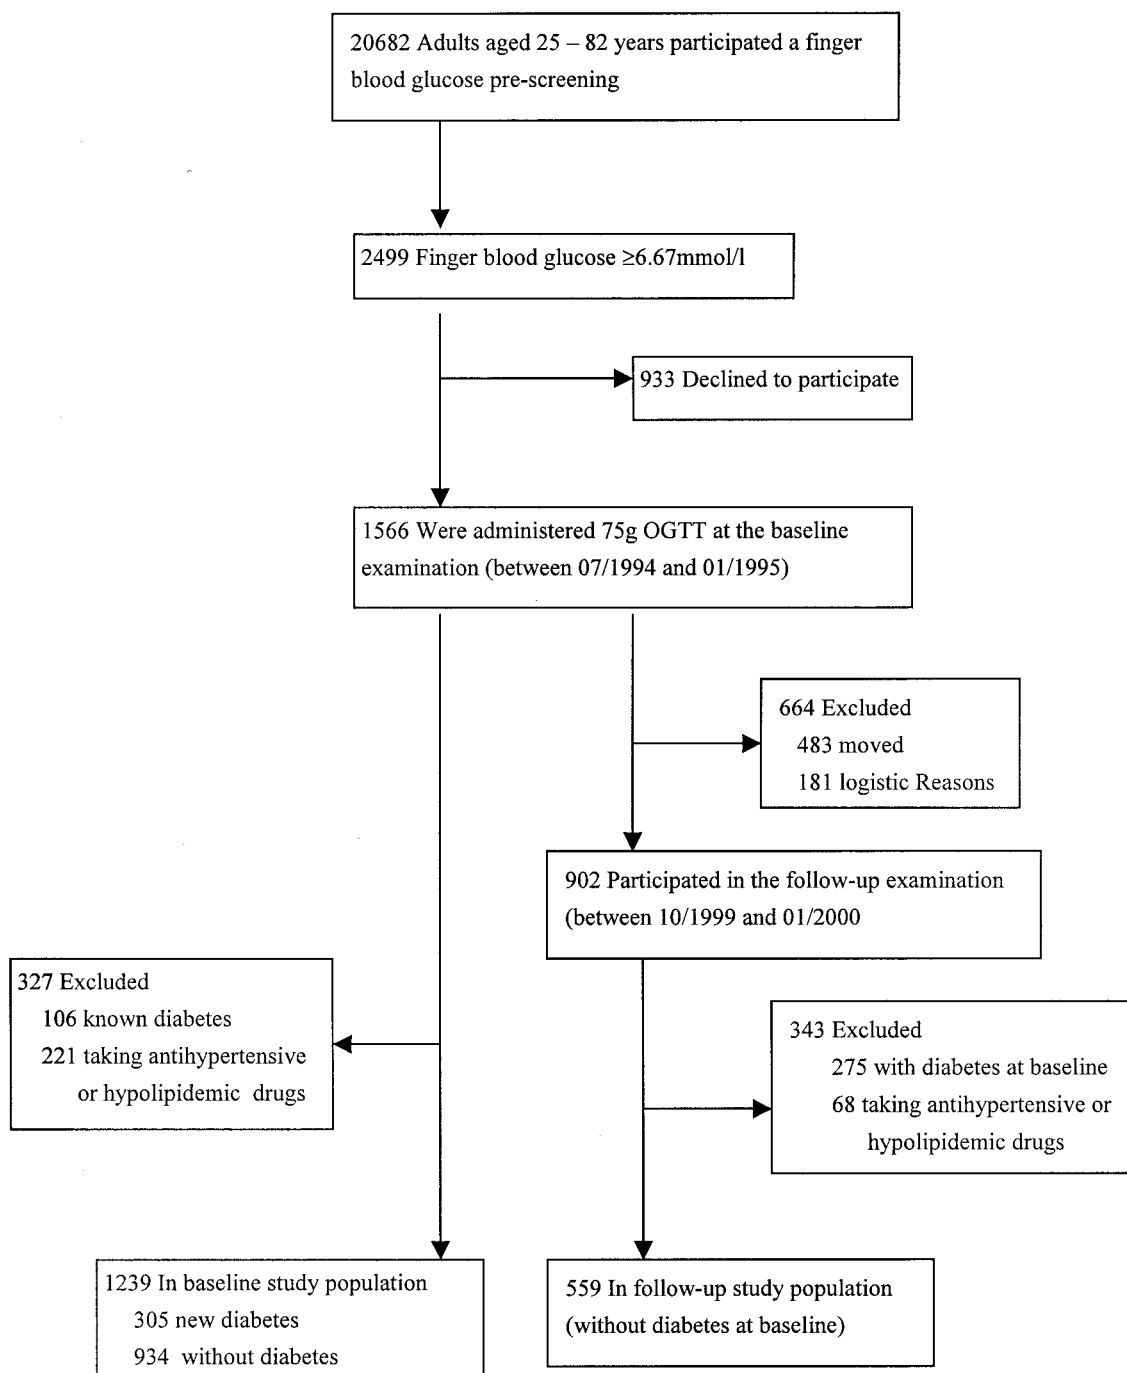 20682 Adults aged 25 – 82 years participated a finger
blood glucose pre-screening
2499 Finger blood glucose ≥6.67mmol/l
933 Declined to participate
1566 Were administered 75g OGTT at the baseline
examination (between 07/1994 and 01/1995)
664 Excluded
483 moved
181 logistic Reasons
902 Participated in the follow-up examination
(between 10/1999 and 01/2000
327 Excluded
106 known diabetes
221 taking antihypertensive
or hypolipidemic drugs
343 Excluded
275 with diabetes at baseline
68 taking antihypertensive or
hypolipidemic drugs
1239 In baseline study population
305 new diabetes
934 without diabetes
559 In follow-up study population
(without diabetes at baseline)